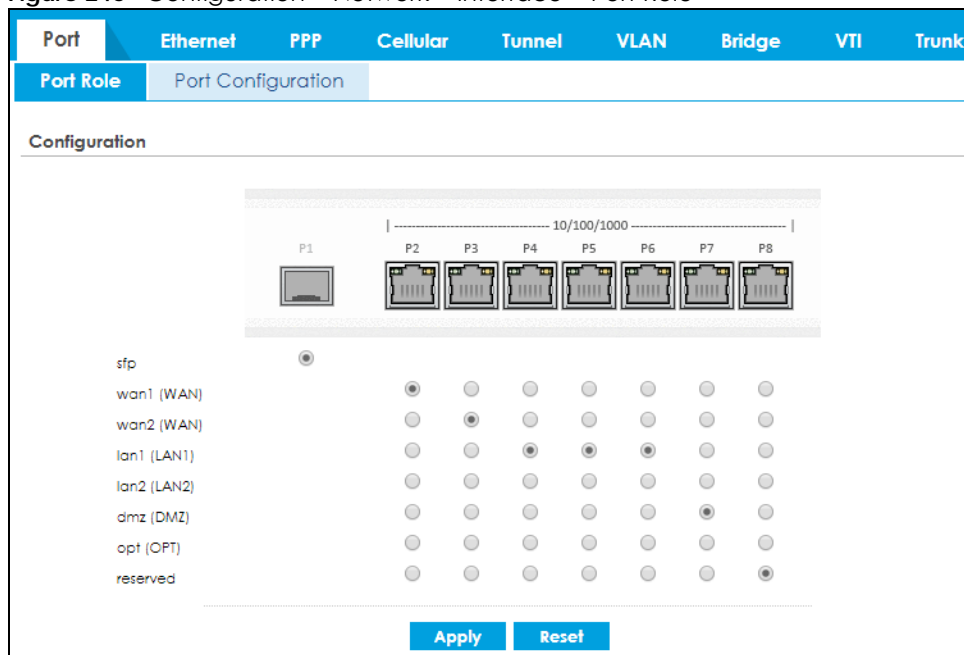 Port Ethernet PPP Cellular Tunnel VLAN Bridge VTI Trunk
Port Role Port Configuration
Configuration
10/100/1000
P1 P2 P3 P4 P5 P6 P7 P8
sfp
wan1 (WAN)
wan2 (WAN)
lan1 (LAN1)
lan2 (LAN2)
dmz (DMZ)
opt (OPT)
reserved
Apply Reset